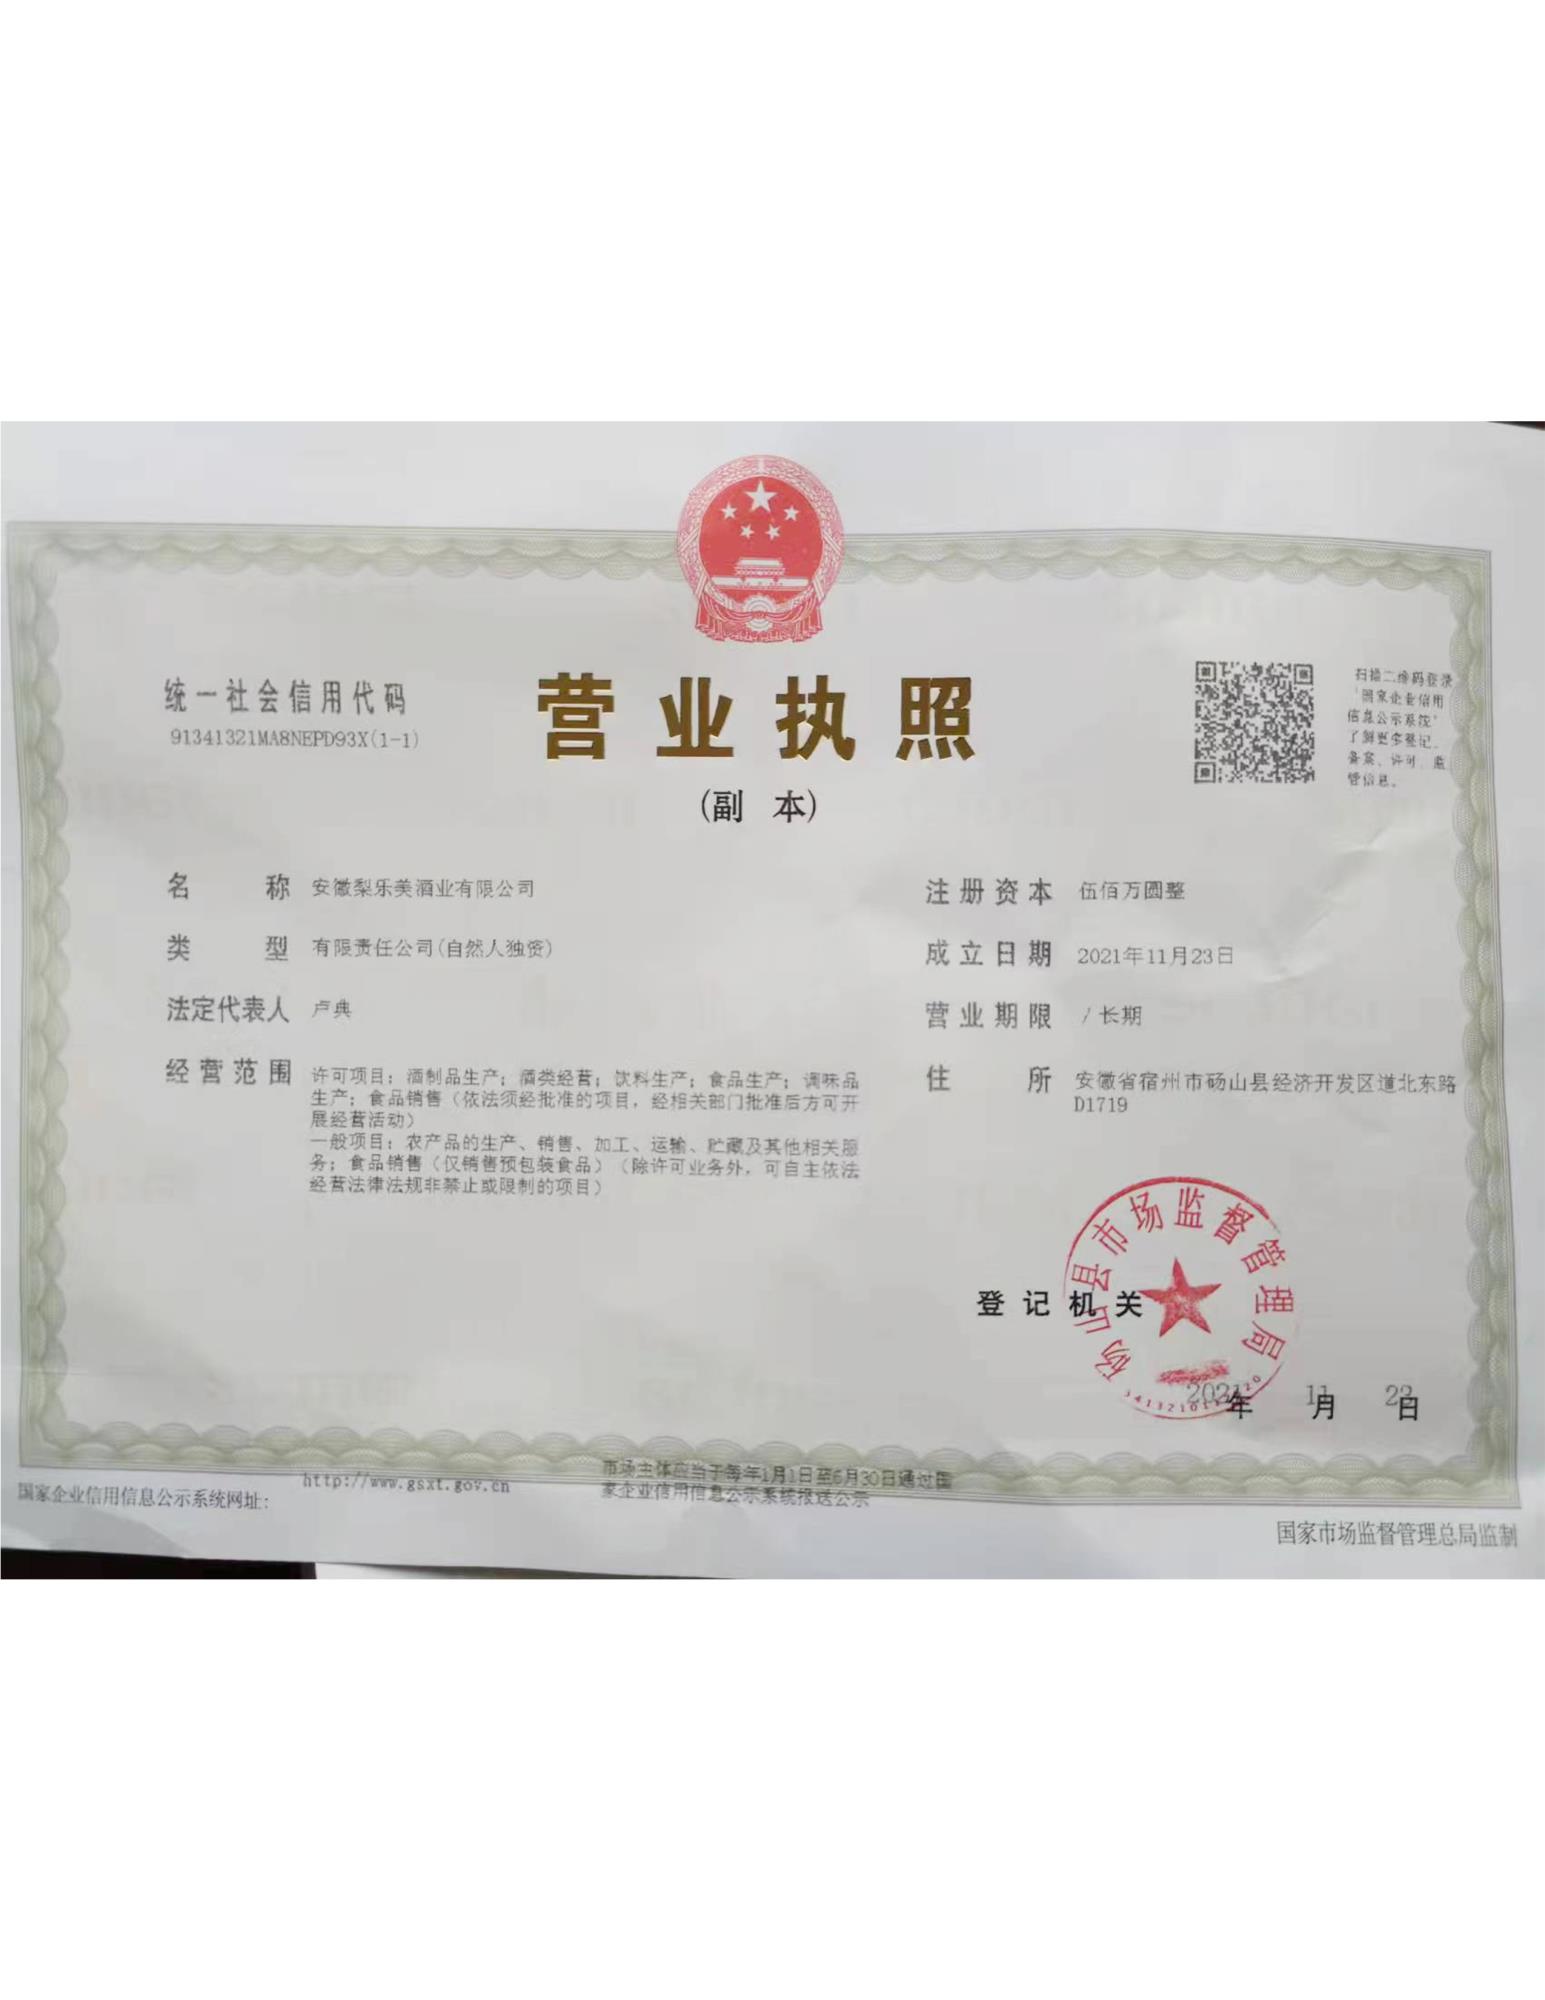 统一社会信用代码
91341321MA8NEPD93X(1-1)
营业执照
(副 本)
扫描二维码登录
"国家企业信用
信息公示系统"
了解更多登记、
备案、许可、监
管信息。
名 称 安徽梨乐美酒业有限公司
类 型 有限责任公司(自然人独资)
法定代表人 卢典
经营范围 许可项目：酒制品生产；酒类经营；饮料生产；食品生产；调味品
生产；食品销售（依法须经批准的项目，经相关部门批准后方可开
展经营活动）
一般项目：农产品的生产、销售、加工、运输、贮藏及其他相关服
务；食品销售（仅销售预包装食品）（除许可业务外，可自主依法
经营法律法规非禁止或限制的项目）
注册资本 伍佰万圆整
成立日期 2021年11月23日
营业期限 / 长期
住 所 安徽省宿州市砀山县经济开发区道北东路
D1719
砀山县市场监督管理局
登记机关
2021年 11月 23日
国家企业信用信息公示系统网址：
http://www.gsxt.gov.cn
市场主体应当于每年1月1日至6月30日通过国
家企业信用信息公示系统报送公示
国家市场监督管理总局监制